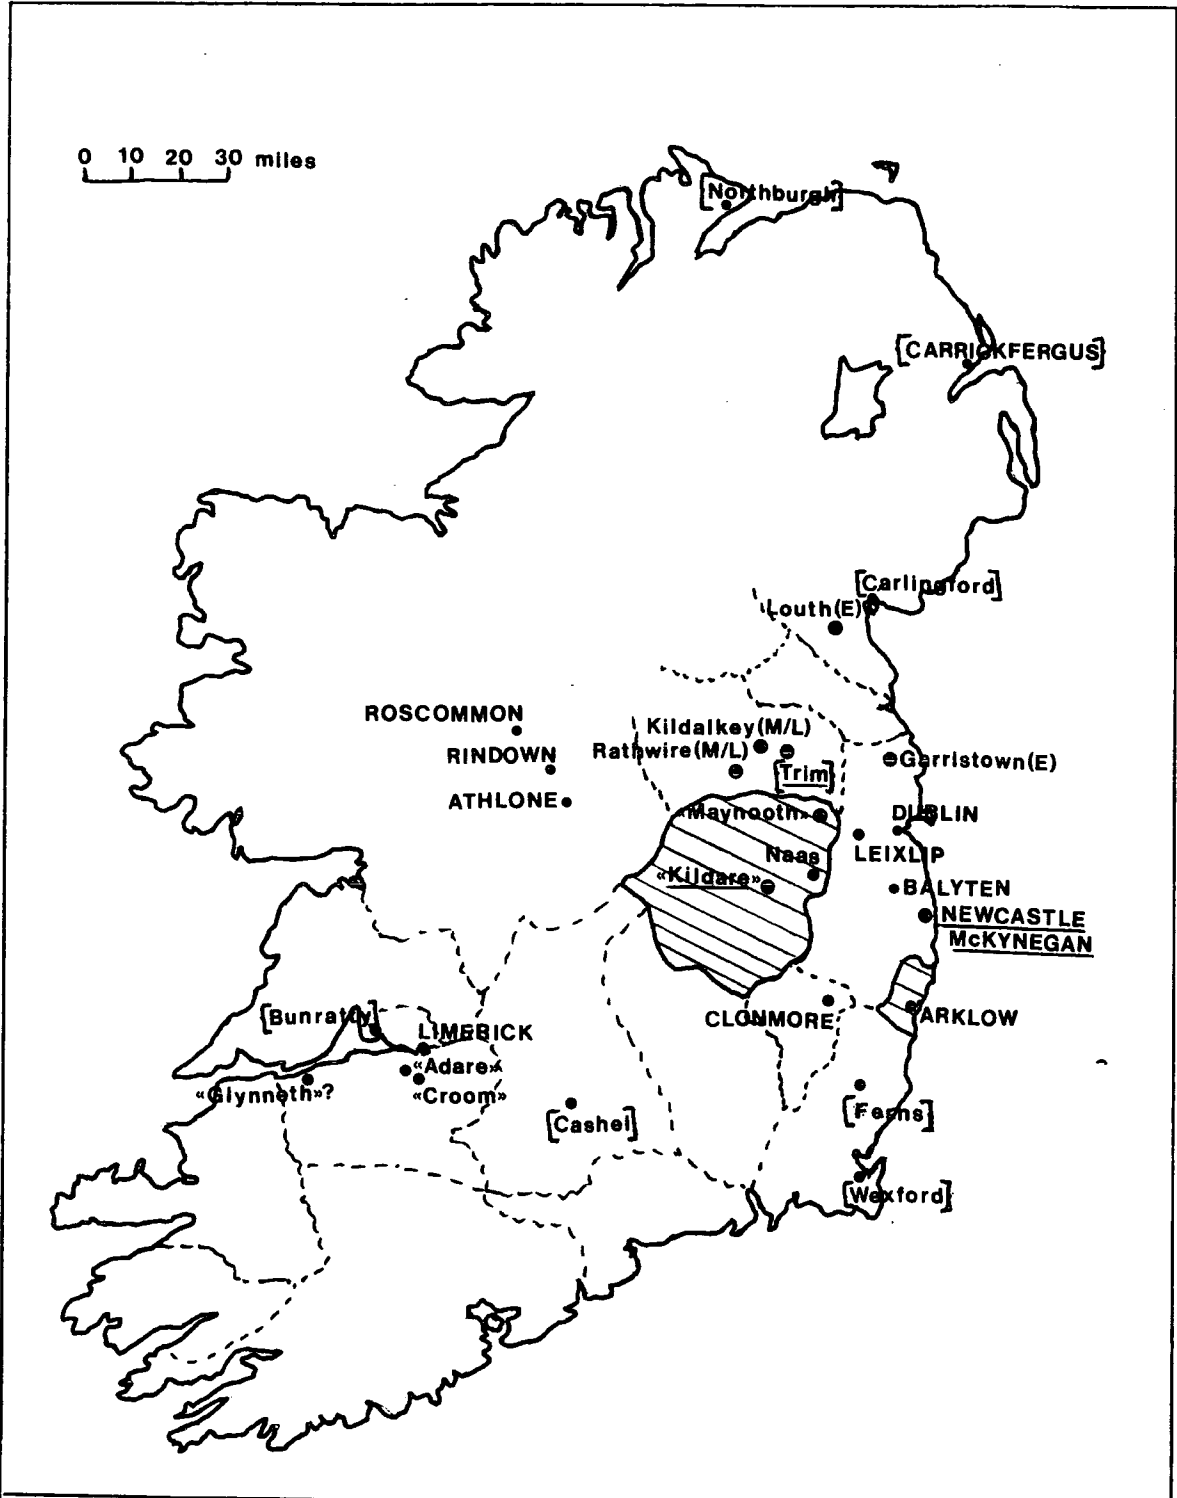 0 10 20 30 miles
[Northburgh]
[CARRICKFERGUS]
[Carlingford]
Louth(E)
ROSCOMMON
Kildalkey(M/L)
RINDOWN
Rathwire(M/L)
Garristown(E)
[Trim]
ATHLONE
«Maynooth»
DUBLIN
Naas
LEIXLIP
«Kildare»
BALYTEN
NEWCASTLE
McKYNEGAN
[Bunratty]
CLONMORE
ARKLOW
LIMERICK
«Adare»
«Glynneth»?
«Croom»
[Cashel]
[Ferns]
[Wexford]